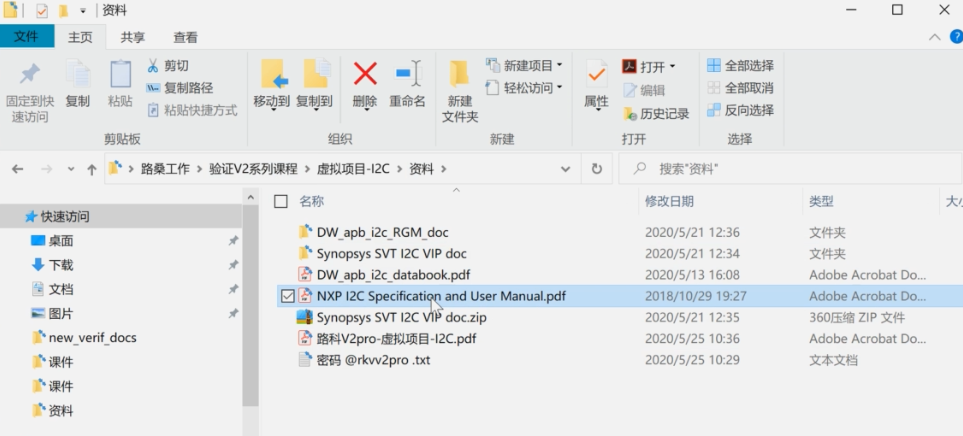 资料
文件 主页 共享 查看
固定到快速访问
复制
粘贴
剪切
复制路径
粘贴快捷方式
剪贴板
移动到
复制到
删除
重命名
组织
新建文件夹
新建项目
轻松访问
新建
属性
打开
编辑
历史记录
打开
全部选择
全部取消
反向选择
选择
路桑工作 › 验证V2系列课程 › 虚拟项目-I2C › 资料 ›
搜索"资料"
快速访问
桌面
下载
文档
图片
new_verif_docs
课件
课件
资料
名称 修改日期 类型 大小
DW_apb_i2c_RGM_doc 2020/5/21 12:36 文件夹
Synopsys SVT I2C VIP doc 2020/5/21 12:34 文件夹
DW_apb_i2c_databook.pdf 2020/5/13 16:08 Adobe Acrobat Do...
NXP I2C Specification and User Manual.pdf 2018/10/29 19:27 Adobe Acrobat Do...
Synopsys SVT I2C VIP doc.zip 2020/5/21 12:35 360压缩 ZIP 文件
路科V2pro-虚拟项目-I2C.pdf 2020/5/25 10:36 Adobe Acrobat Do...
密码 @rkvv2pro .txt 2020/5/25 10:29 文本文档